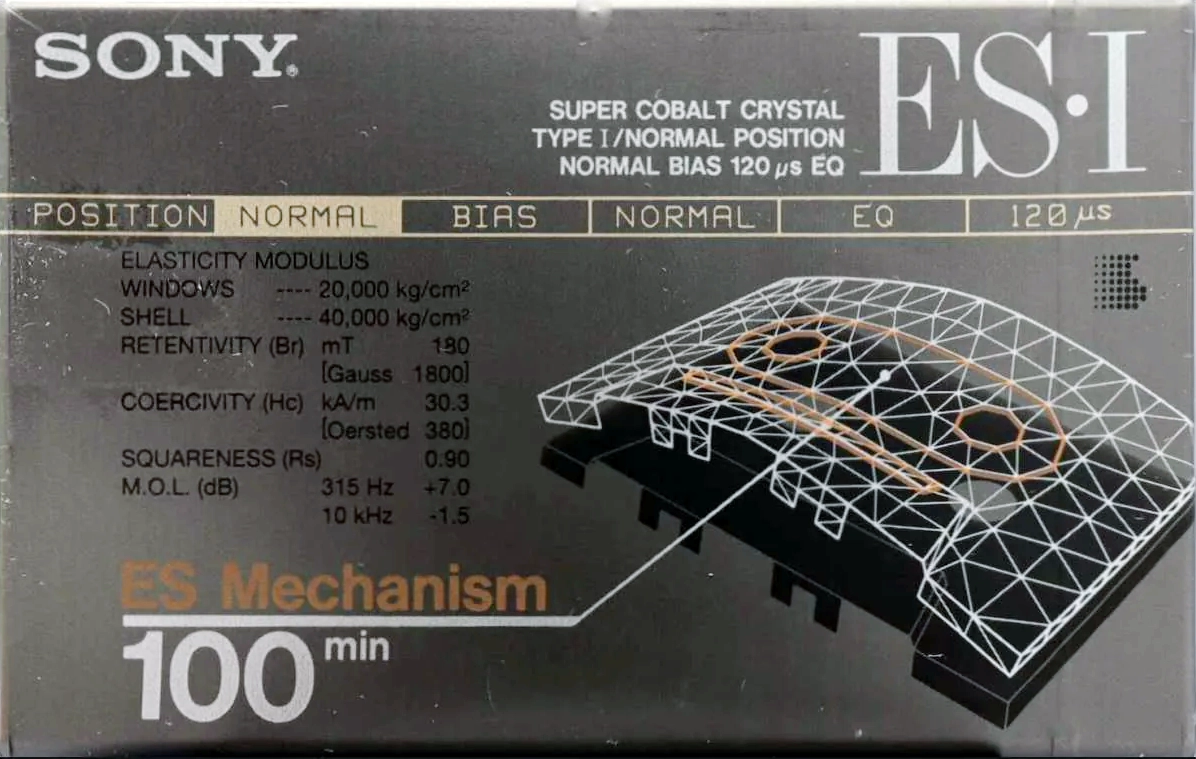 SONY®
ES·I
SUPER COBALT CRYSTAL
TYPE I/NORMAL POSITION
NORMAL BIAS 120 μs EQ
POSITION NORMAL BIAS NORMAL EQ 120 μs
ELASTICITY MODULUS
WINDOWS ---- 20,000 kg/cm²
SHELL ---- 40,000 kg/cm²
RETENTIVITY (Br) mT 180
[Gauss 1800]
COERCIVITY (Hc) kA/m 30.3
[Oersted 380]
SQUARENESS (Rs) 0.90
M.O.L. (dB) 315 Hz +7.0
10 kHz -1.5
ES Mechanism
100 min